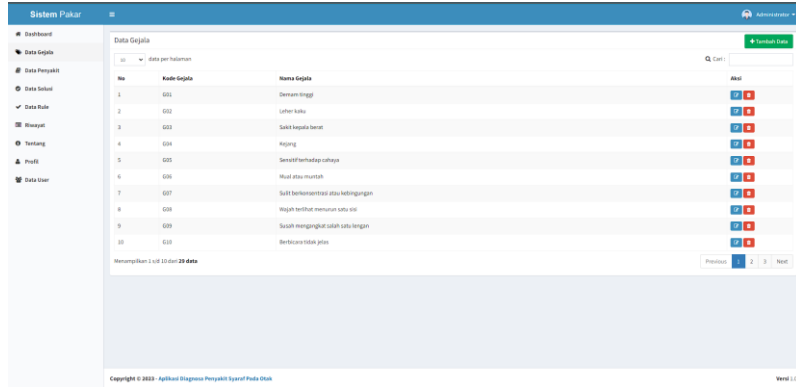 Sistem Pakar
Administrator
Dashboard
Data Gejala
Data Penyakit
Data Solusi
Data Rule
Riwayat
Tentang
Profil
Data User
Data Gejala
Tambah Data
10 data per halaman
Cari :
No Kode Gejala Nama Gejala Aksi
1 G01 Demam tinggi
2 G02 Leher kaku
3 G03 Sakit kepala berat
4 G04 Kejang
5 G05 Sensitif terhadap cahaya
6 G06 Mual atau muntah
7 G07 Sulit berkonsentrasi atau kebingungan
8 G08 Wajah terlihat menurun satu sisi
9 G09 Susah mengangkat salah satu lengan
10 G10 Berbicara tidak jelas
Menampilkan 1 s/d 10 dari 29 data
Previous 1 2 3 Next
Copyright © 2023 - Aplikasi Diagnosa Penyakit Syaraf Pada Otak
Versi